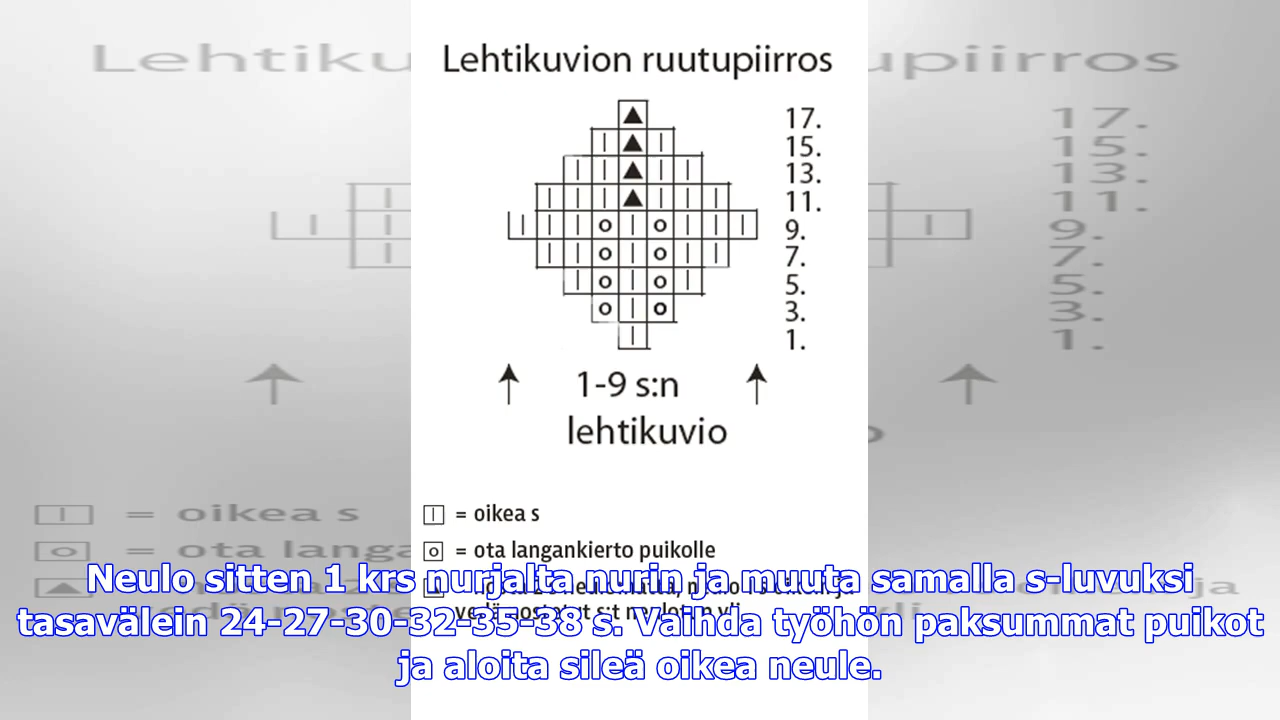 Lehtikuvion ruutupiirros
17.
15.
13.
11.
9.
7.
5.
3.
1.
1-9 s:n
lehtikuvio
= oikea s
o = ota langankierto puikolle
Neulo sitten 1 krs nurjalta nurin ja muuta samalla s-luvuksi
tasavälein 24-27-30-32-35-38 s. Vaihda työhön paksummat puikot
ja aloita sileä oikea neule.